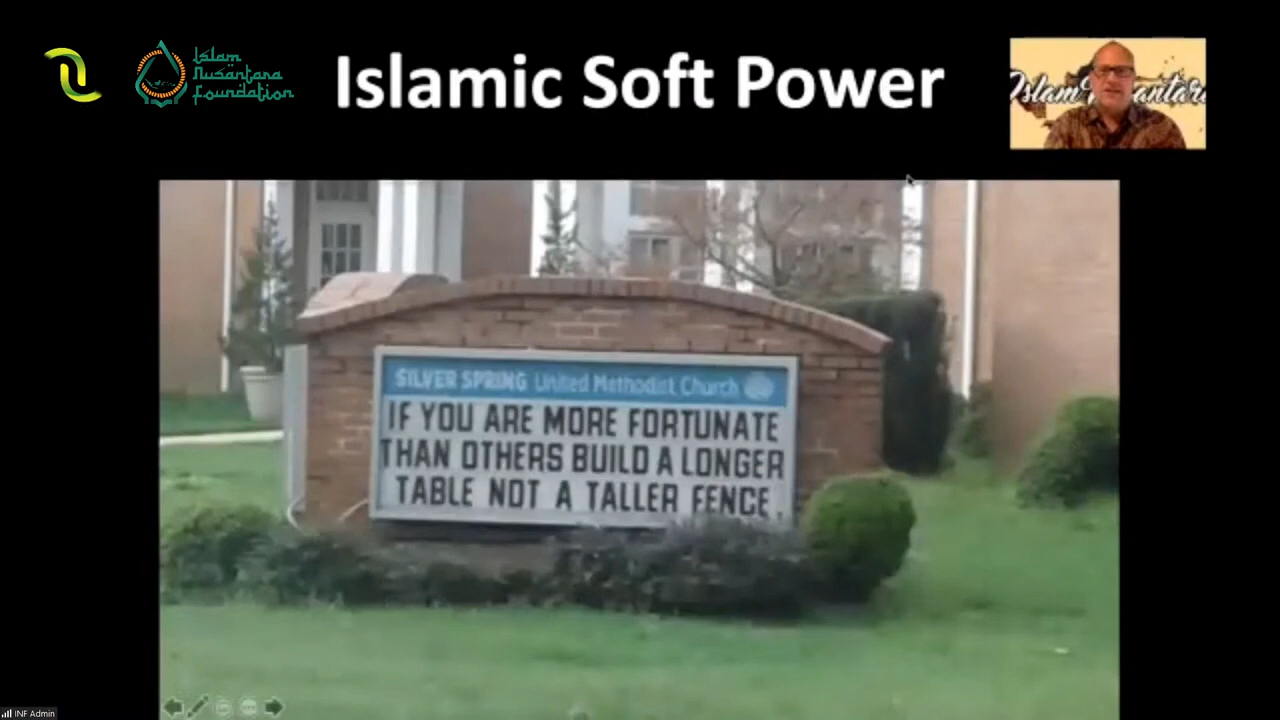 Islam
Nusantara
Foundation
Islamic Soft Power
SILVER SPRING United Methodist Church
IF YOU ARE MORE FORTUNATE
THAN OTHERS BUILD A LONGER
TABLE NOT A TALLER FENCE.
INF Admin